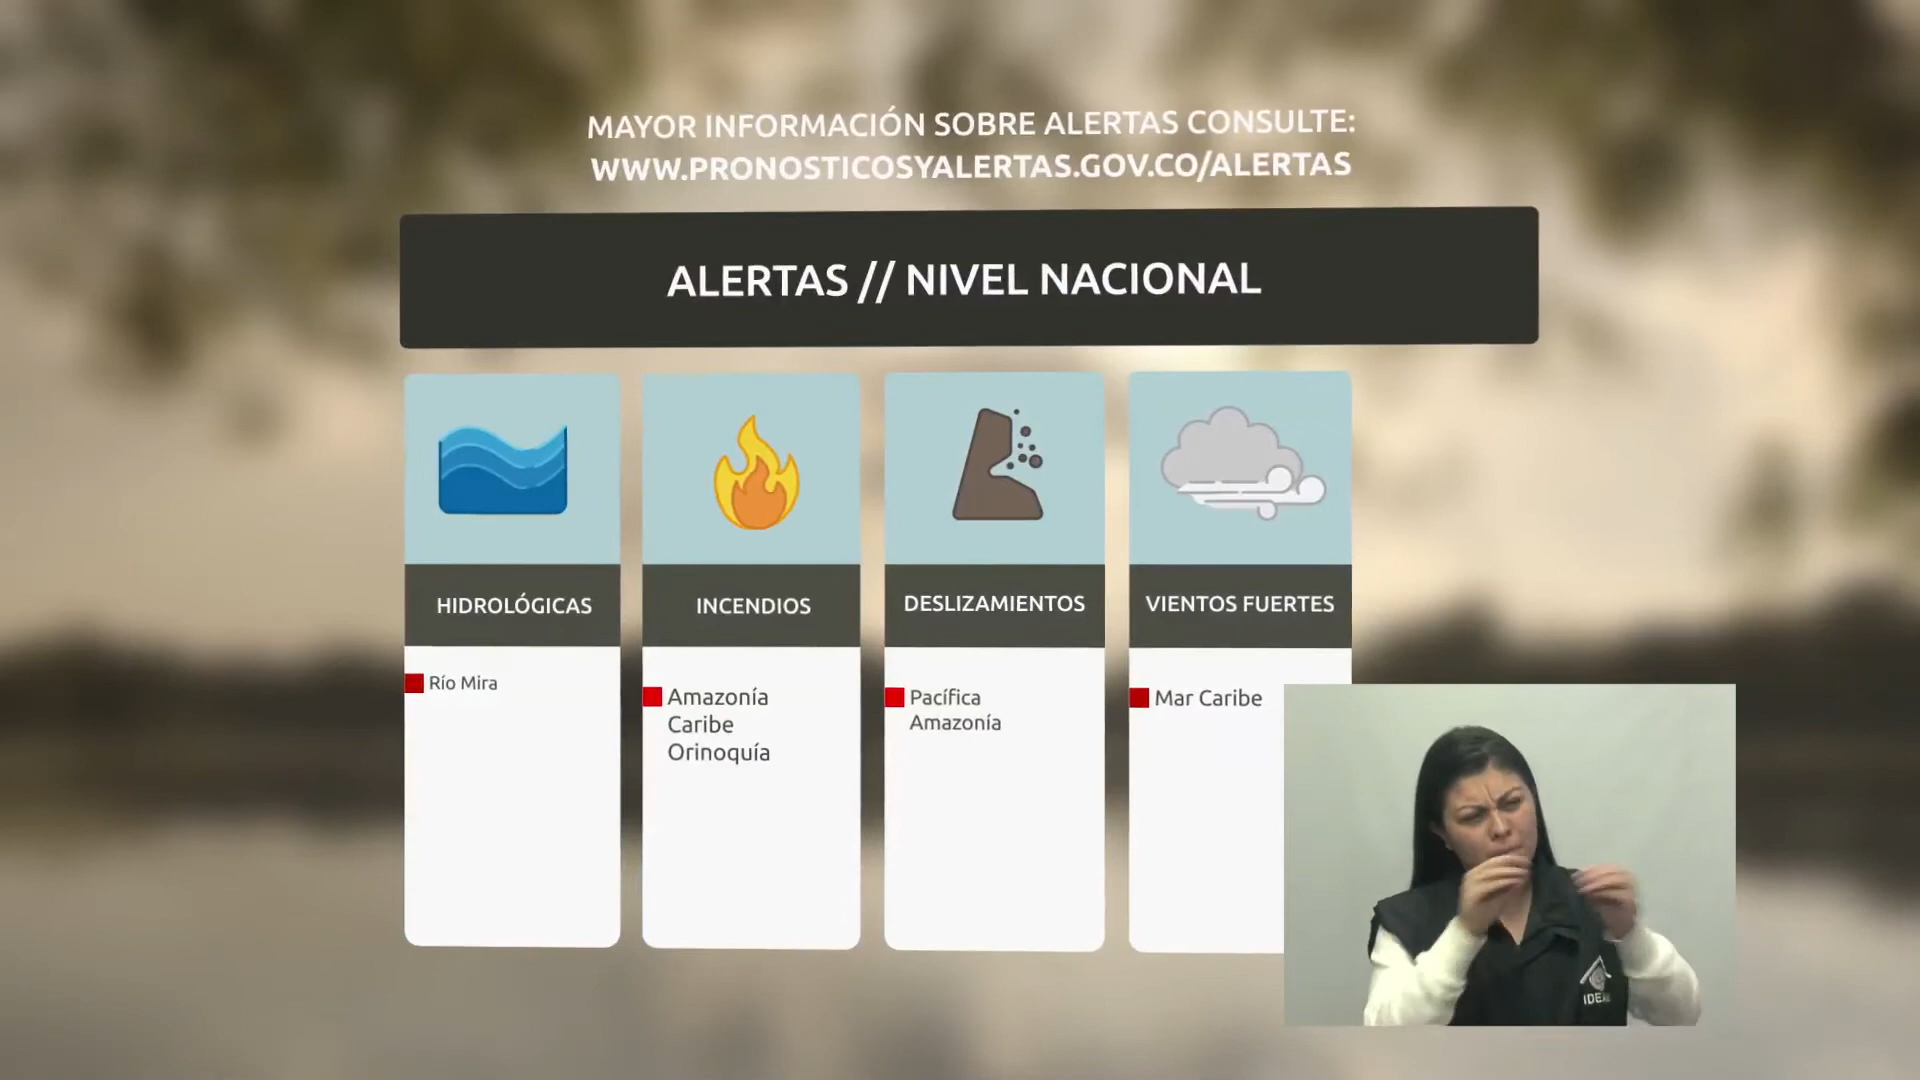 MAYOR INFORMACIÓN SOBRE ALERTAS CONSULTE:
WWW.PRONOSTICOSYALERTAS.GOV.CO/ALERTAS
ALERTAS // NIVEL NACIONAL
HIDROLÓGICAS
Río Mira
INCENDIOS
Amazonía
Caribe
Orinoquía
DESLIZAMIENTOS
Pacífica
Amazonía
VIENTOS FUERTES
Mar Caribe